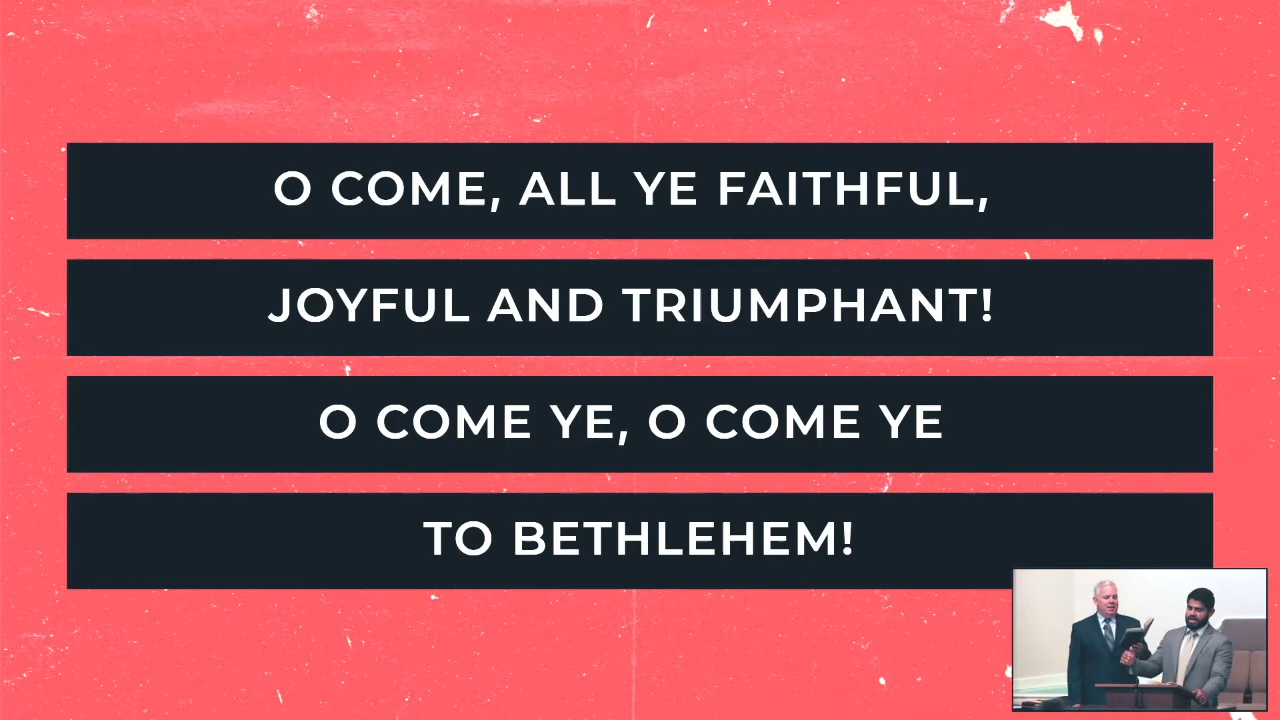 O COME, ALL YE FAITHFUL,
JOYFUL AND TRIUMPHANT!
O COME YE, O COME YE
TO BETHLEHEM!